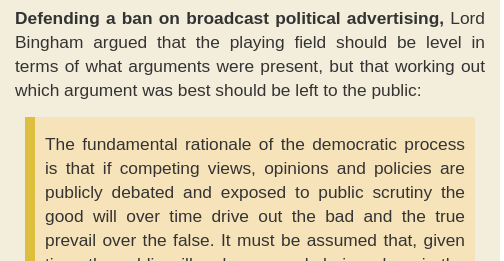 Defending a ban on broadcast political advertising, Lord
Bingham argued that the playing field should be level in
terms of what arguments were present, but that working out
which argument was best should be left to the public:
The fundamental rationale of the democratic process
is that if competing views, opinions and policies are
publicly debated and exposed to public scrutiny the
good will over time drive out the bad and the true
prevail over the false. It must be assumed that, given